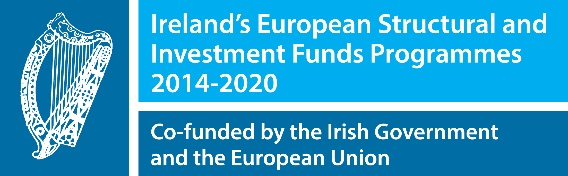 Ireland's European Structural and
Investment Funds Programmes
2014-2020
Co-funded by the Irish Government
and the European Union